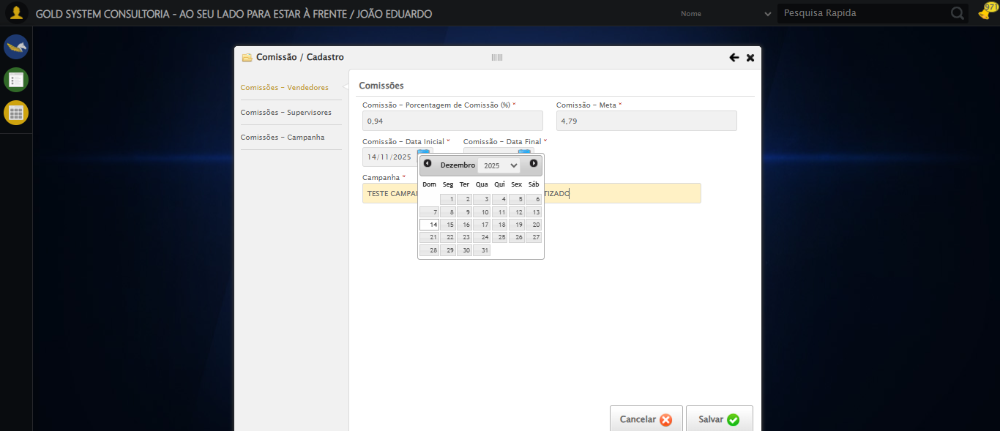 GOLD SYSTEM CONSULTORIA - AO SEU LADO PARA ESTAR À FRENTE / JOÃO EDUARDO
Nome
Pesquisa Rapida
971
Comissão / Cadastro
Comissões - Vendedores
Comissões - Supervisores
Comissões - Campanha
Comissões
Comissão - Porcentagem de Comissão (%) *
Comissão - Meta *
0,94
4,79
Comissão - Data Inicial *
Comissão - Data Final *
14/11/2025
Campanha *
TESTE CAMPA
TIZADO
Dezembro 2025
Dom Seg Ter Qua Qui Sex Sáb
1 2 3 4 5 6
7 8 9 10 11 12 13
14 15 16 17 18 19 20
21 22 23 24 25 26 27
28 29 30 31
Cancelar
Salvar